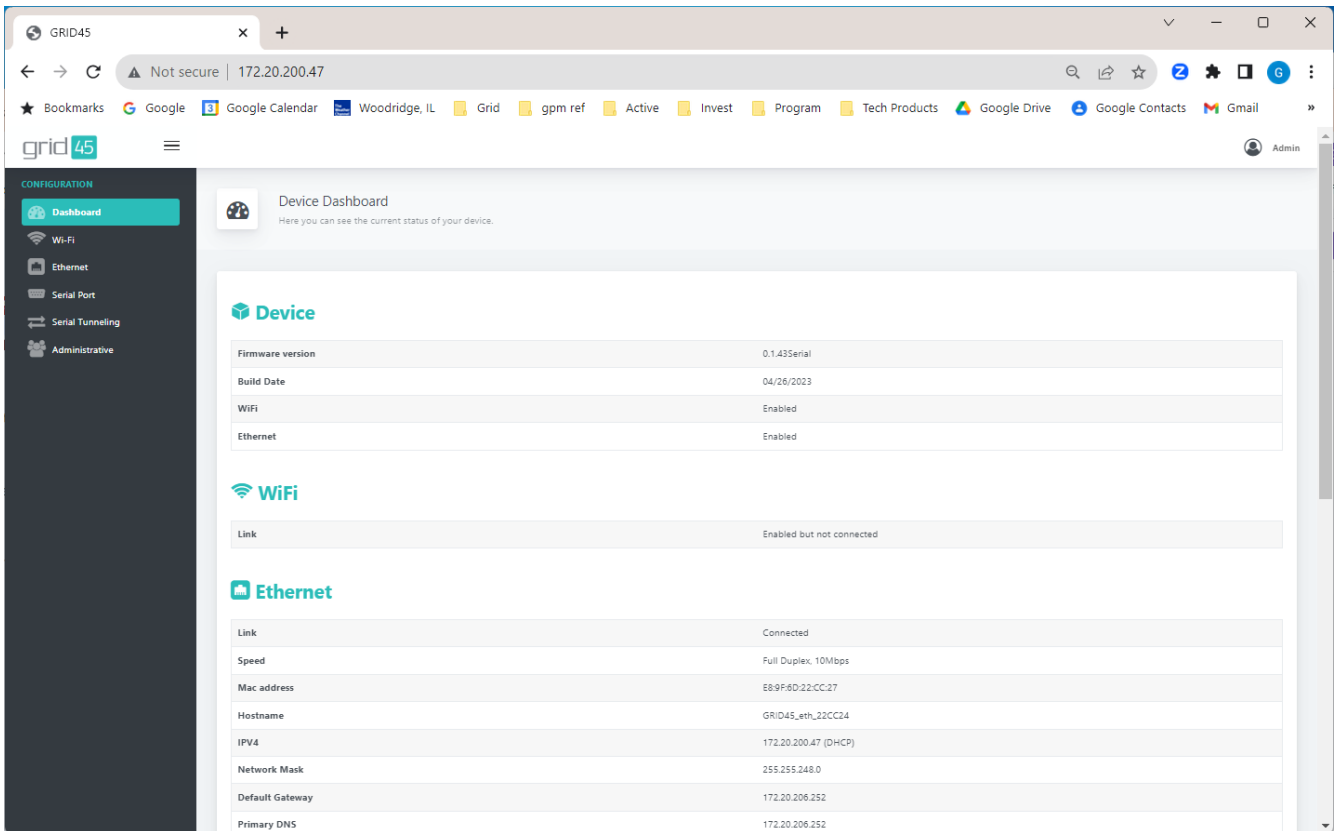 GRID45
Not secure 172.20.200.47
Z
G
Bookmarks Google 3 Google Calendar Woodridge, IL Grid gpm ref Active Invest Program Tech Products Google Drive Google Contacts Gmail »
grid 45
Admin
CONFIGURATION
Dashboard
Wi-Fi
Ethernet
Serial Port
Serial Tunneling
Administrative
Device Dashboard
Here you can see the current status of your device.
Device
Firmware version 0.1.43Serial
Build Date 04/26/2023
WiFi Enabled
Ethernet Enabled
WiFi
Link Enabled but not connected
Ethernet
Link Connected
Speed Full Duplex, 10Mbps
Mac address E8:9F:6D:22:CC:27
Hostname GRID45_eth_22CC24
IPV4 172.20.200.47 (DHCP)
Network Mask 255.255.248.0
Default Gateway 172.20.206.252
Primary DNS 172.20.206.252